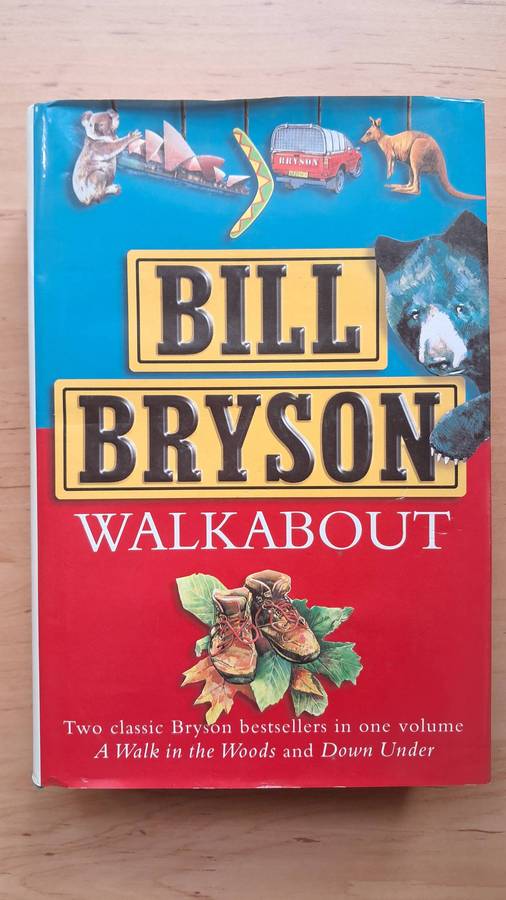 BRYSON
BILL
BRYSON
WALKABOUT
Two classic Bryson bestsellers in one volume
A Walk in the Woods and Down Under